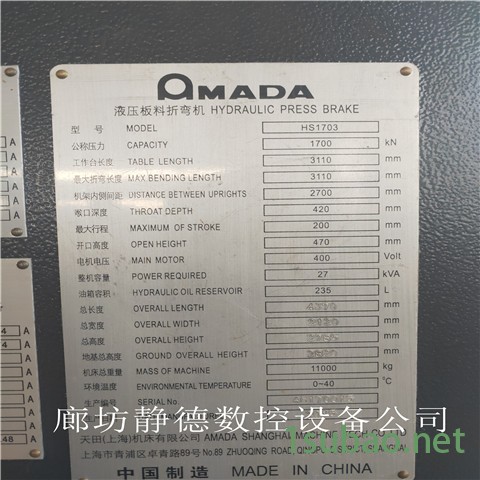 AMADA
液压板料折弯机 HYDRAULIC PRESS BRAKE
型号 MODEL HS1703
公称压力 CAPACITY 1700 kN
工作台长度 TABLE LENGTH 3110 mm
最大折弯长度 MAX.BENDING LENGTH 3110 mm
机架内侧间距 DISTANCE BETWEEN UPRIGHTS 2700 mm
喉口深度 THROAT DEPTH 420 mm
最大行程 MAXIMUM OF STROKE 200 mm
开口高度 OPEN HEIGHT 470 mm
电机电压 MAIN MOTOR 400 Volt
整机容量 POWER REQUIRED 27 kVA
油箱容积 HYDRAULIC OIL RESERVOIR 235 L
总长度 OVERALL LENGTH mm
总宽度 OVERALL WIDTH mm
总高度 OVERALL HEIGHT mm
地基总高度 GROUND OVERALL HEIGHT mm
机床总重量 MASS OF MACHINE 11000 kg
环境温度 ENVIRONMENTAL TEMPERATURE 0~40 °C
生产编号 SERIAL No.
廊坊静德数控设备公司
天田(上海)机床有限公司 AMADA SHANGHAI MACHINE TECH CO.
上海市青浦区卓青路89号 No.89 ZHUOQING ROAD,
中国制造 MADE IN CHINA
A
A
A
A
A
A
A
A
A
A
A
A